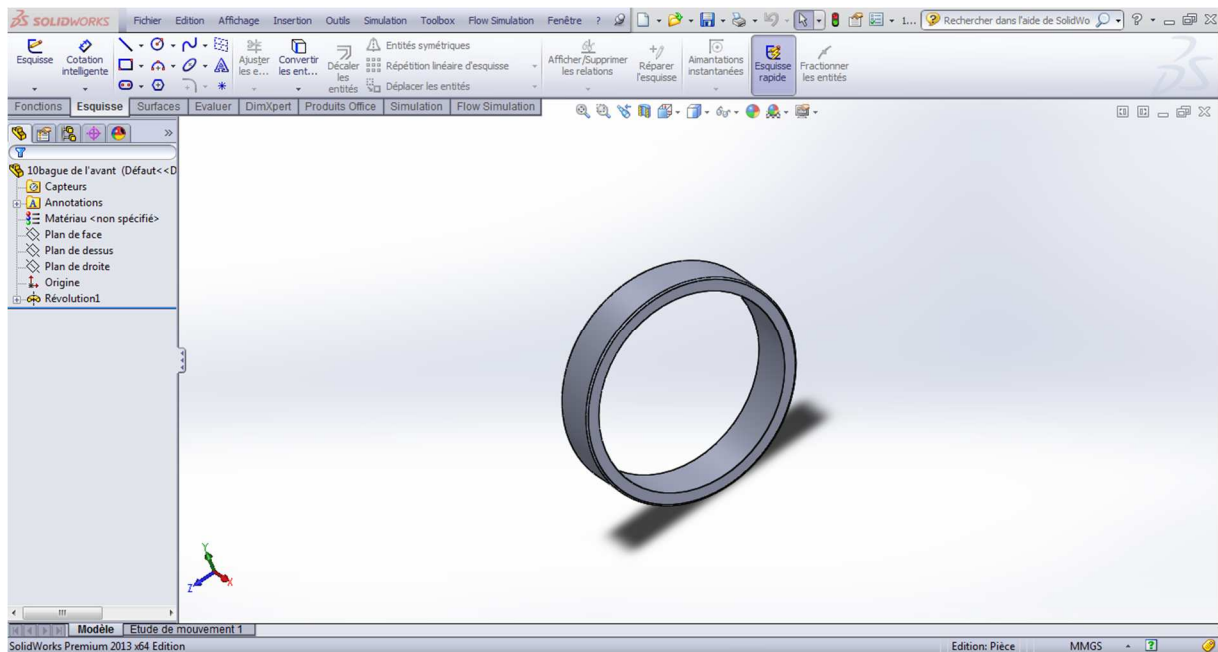 SOLIDWORKS Fichier Edition Affichage Insertion Outils Simulation Toolbox Flow Simulation Fenêtre ? 1... Rechercher dans l'aide de SolidWo ?
Esquisse Cotation intelligente Ajuster les e... Convertir les ent... Décaler les entités Entités symétriques Répétition linéaire d'esquisse Déplacer les entités Afficher/Supprimer les relations Réparer l'esquisse Aimantations instantanées Esquisse rapide Fractionner les entités
Fonctions Esquisse Surfaces Evaluer DimXpert Produits Office Simulation Flow Simulation
10bague de l'avant (Défaut<<D
Capteurs
A Annotations
Matériau <non spécifié>
Plan de face
Plan de dessus
Plan de droite
Origine
Révolution1
Y
Z X
Modèle Etude de mouvement 1
SolidWorks Premium 2013 x64 Edition Edition: Pièce MMGS ?